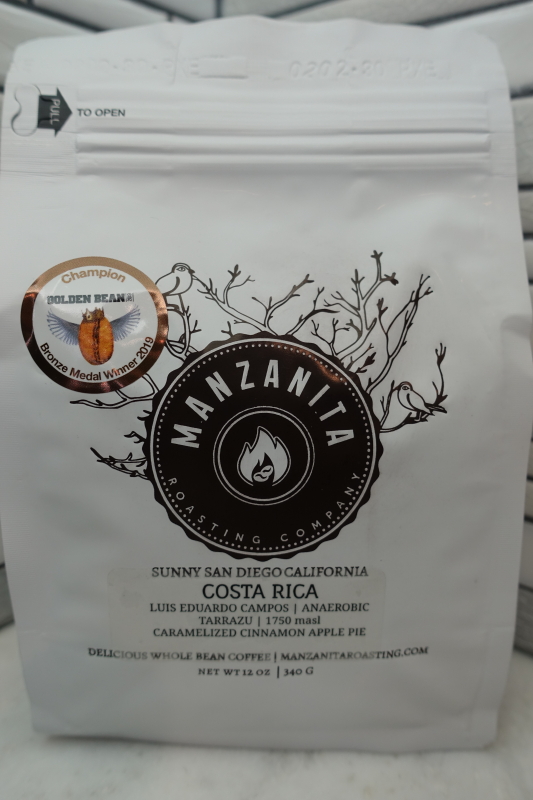 PULL
TO OPEN
Champion
GOLDEN BEAN
Bronze Medal Winner 2019
MANZANITA
ROASTING COMPANY
SUNNY SAN DIEGO CALIFORNIA
COSTA RICA
LUIS EDUARDO CAMPOS | ANAEROBIC
TARRAZU | 1750 masl
CARAMELIZED CINNAMON APPLE PIE
DELICIOUS WHOLE BEAN COFFEE | MANZANITAROASTING.COM
NET WT 12 OZ | 340 G